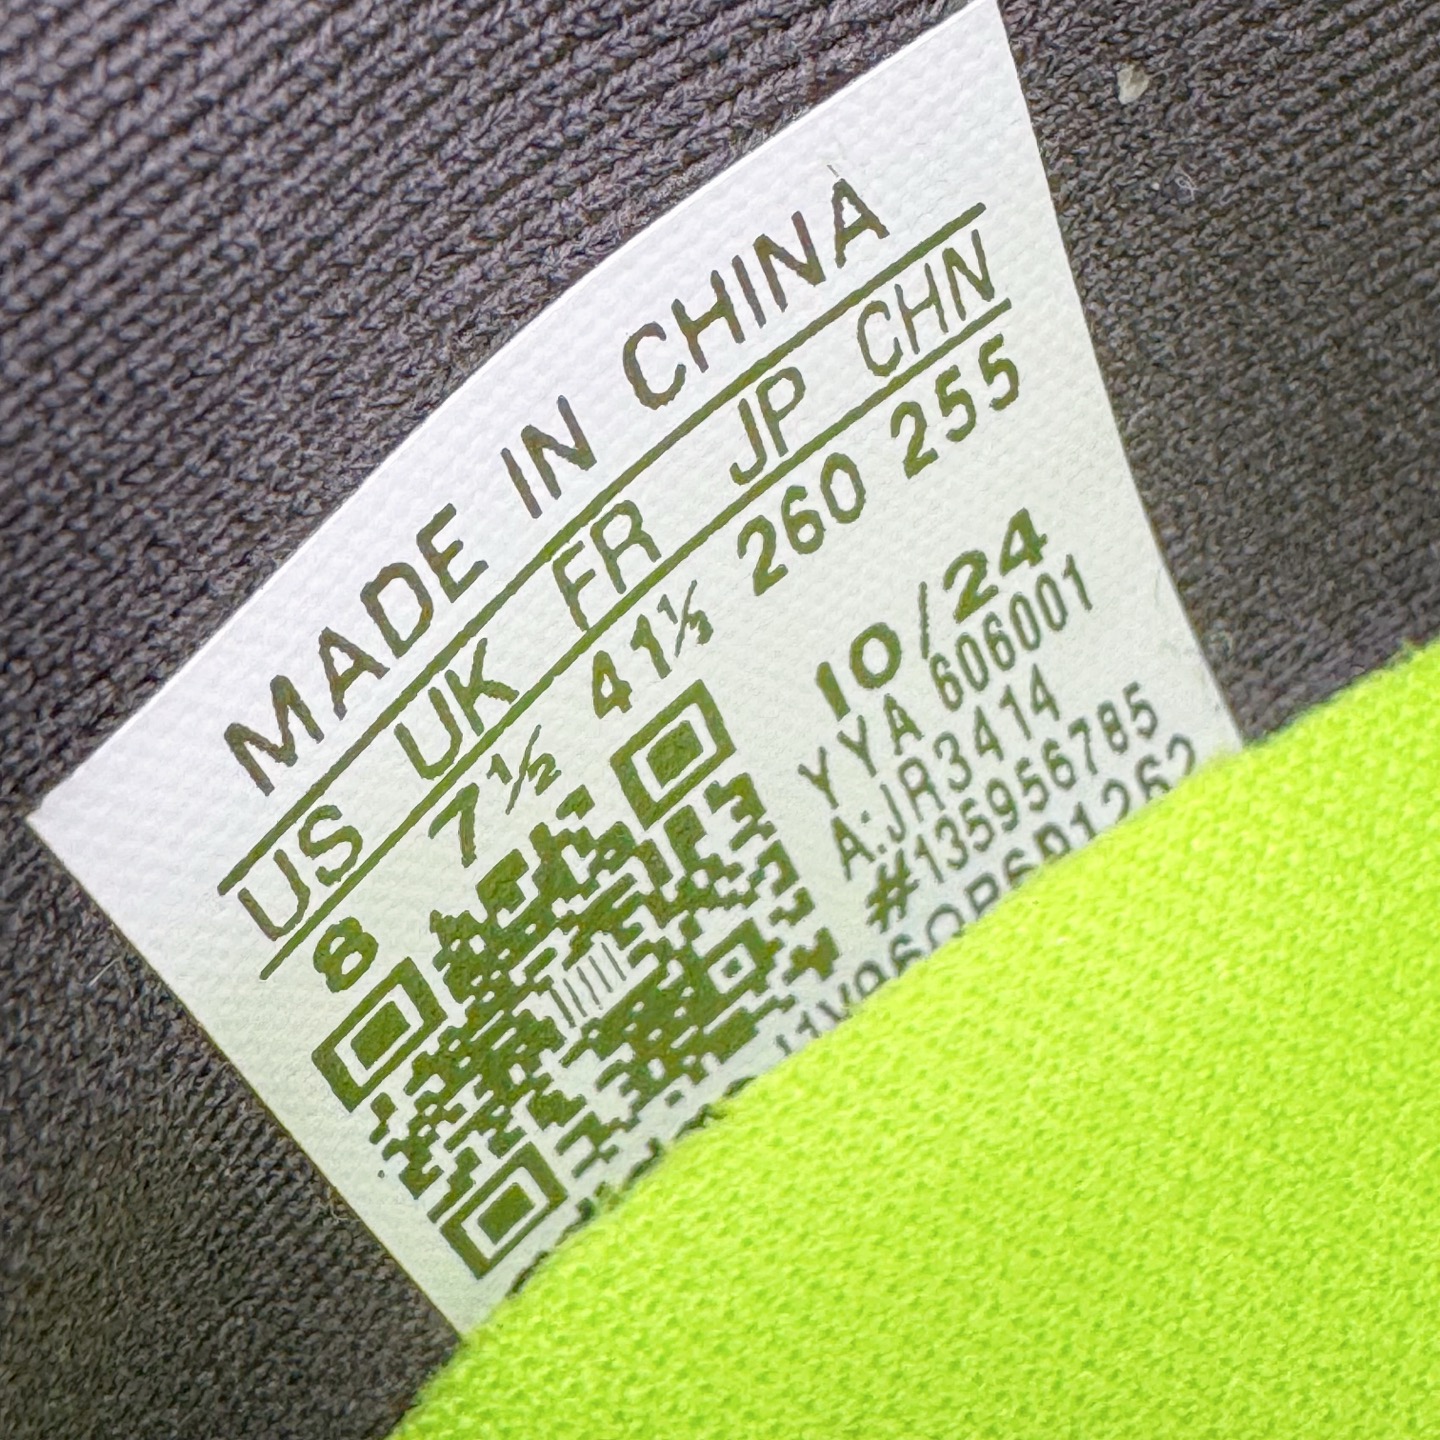 MADE IN CHINA
US UK FR JP CHN
8 7½ 41⅓ 260 255
10/24
YYA 606001
A:JR3414
#135956785